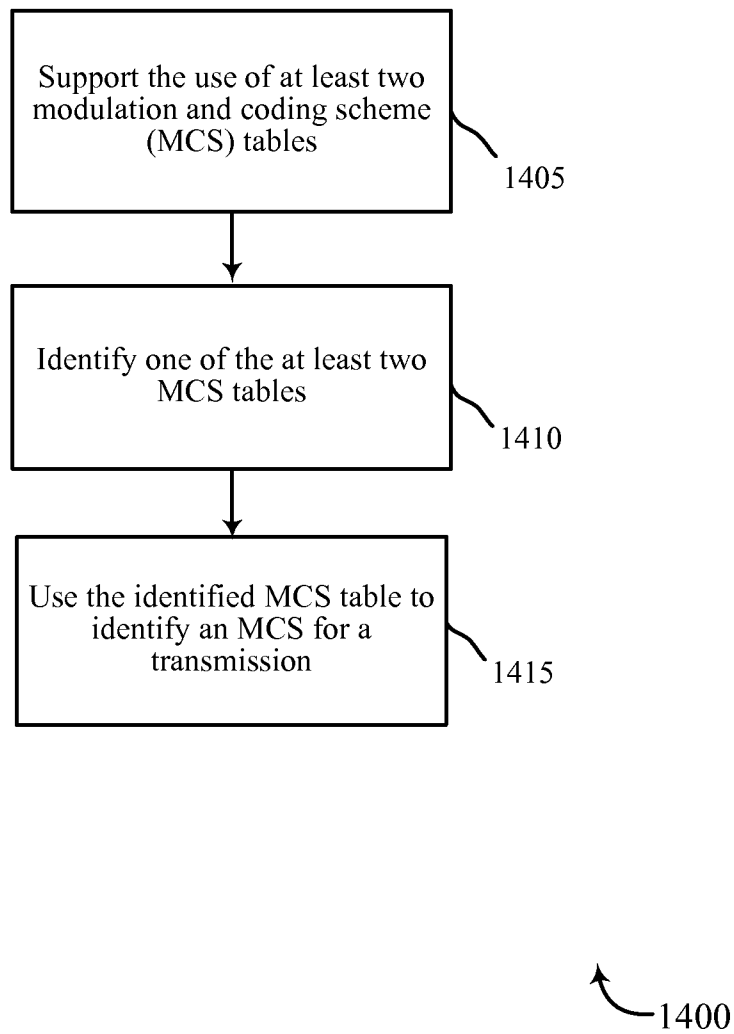 Support the use of at least two
modulation and coding scheme
(MCS) tables
1405
Identify one of the at least two
MCS tables
1410
Use the identified MCS table to
identify an MCS for a
transmission
1415
1400